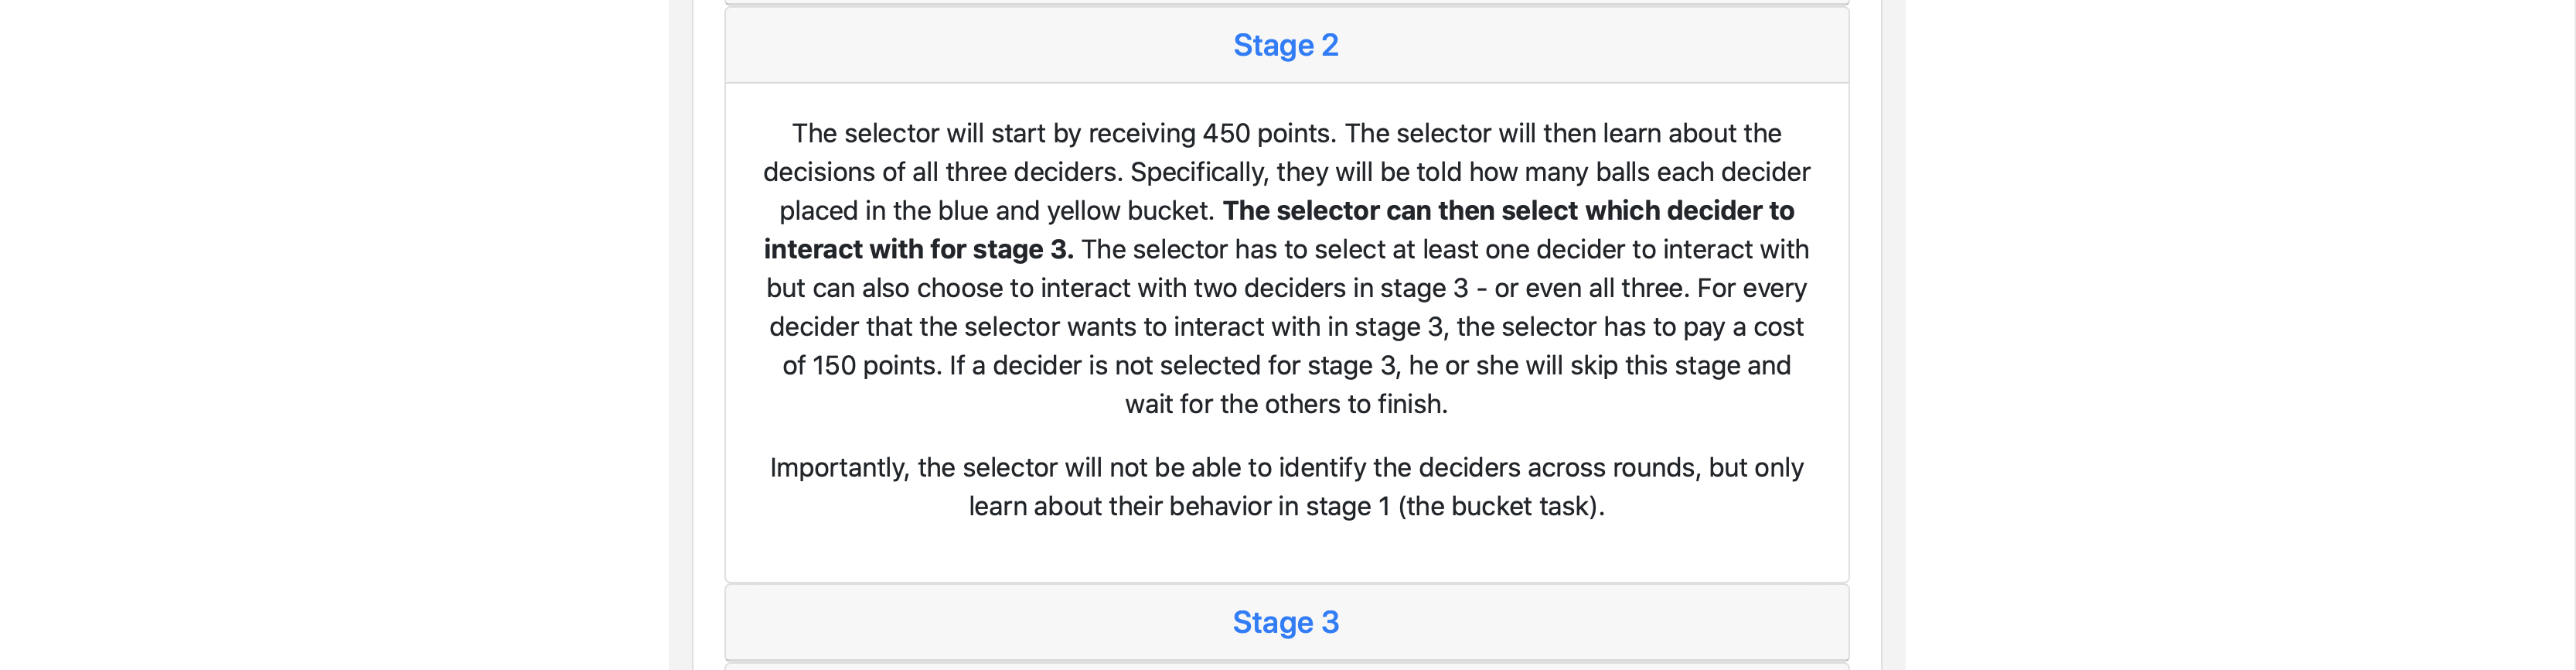 Stage 2
The selector will start by receiving 450 points. The selector will then learn about the
decisions of all three deciders. Specifically, they will be told how many balls each decider
placed in the blue and yellow bucket. The selector can then select which decider to
interact with for stage 3. The selector has to select at least one decider to interact with
but can also choose to interact with two deciders in stage 3 - or even all three. For every
decider that the selector wants to interact with in stage 3, the selector has to pay a cost
of 150 points. If a decider is not selected for stage 3, he or she will skip this stage and
wait for the others to finish.
Importantly, the selector will not be able to identify the deciders across rounds, but only
learn about their behavior in stage 1 (the bucket task).
Stage 3